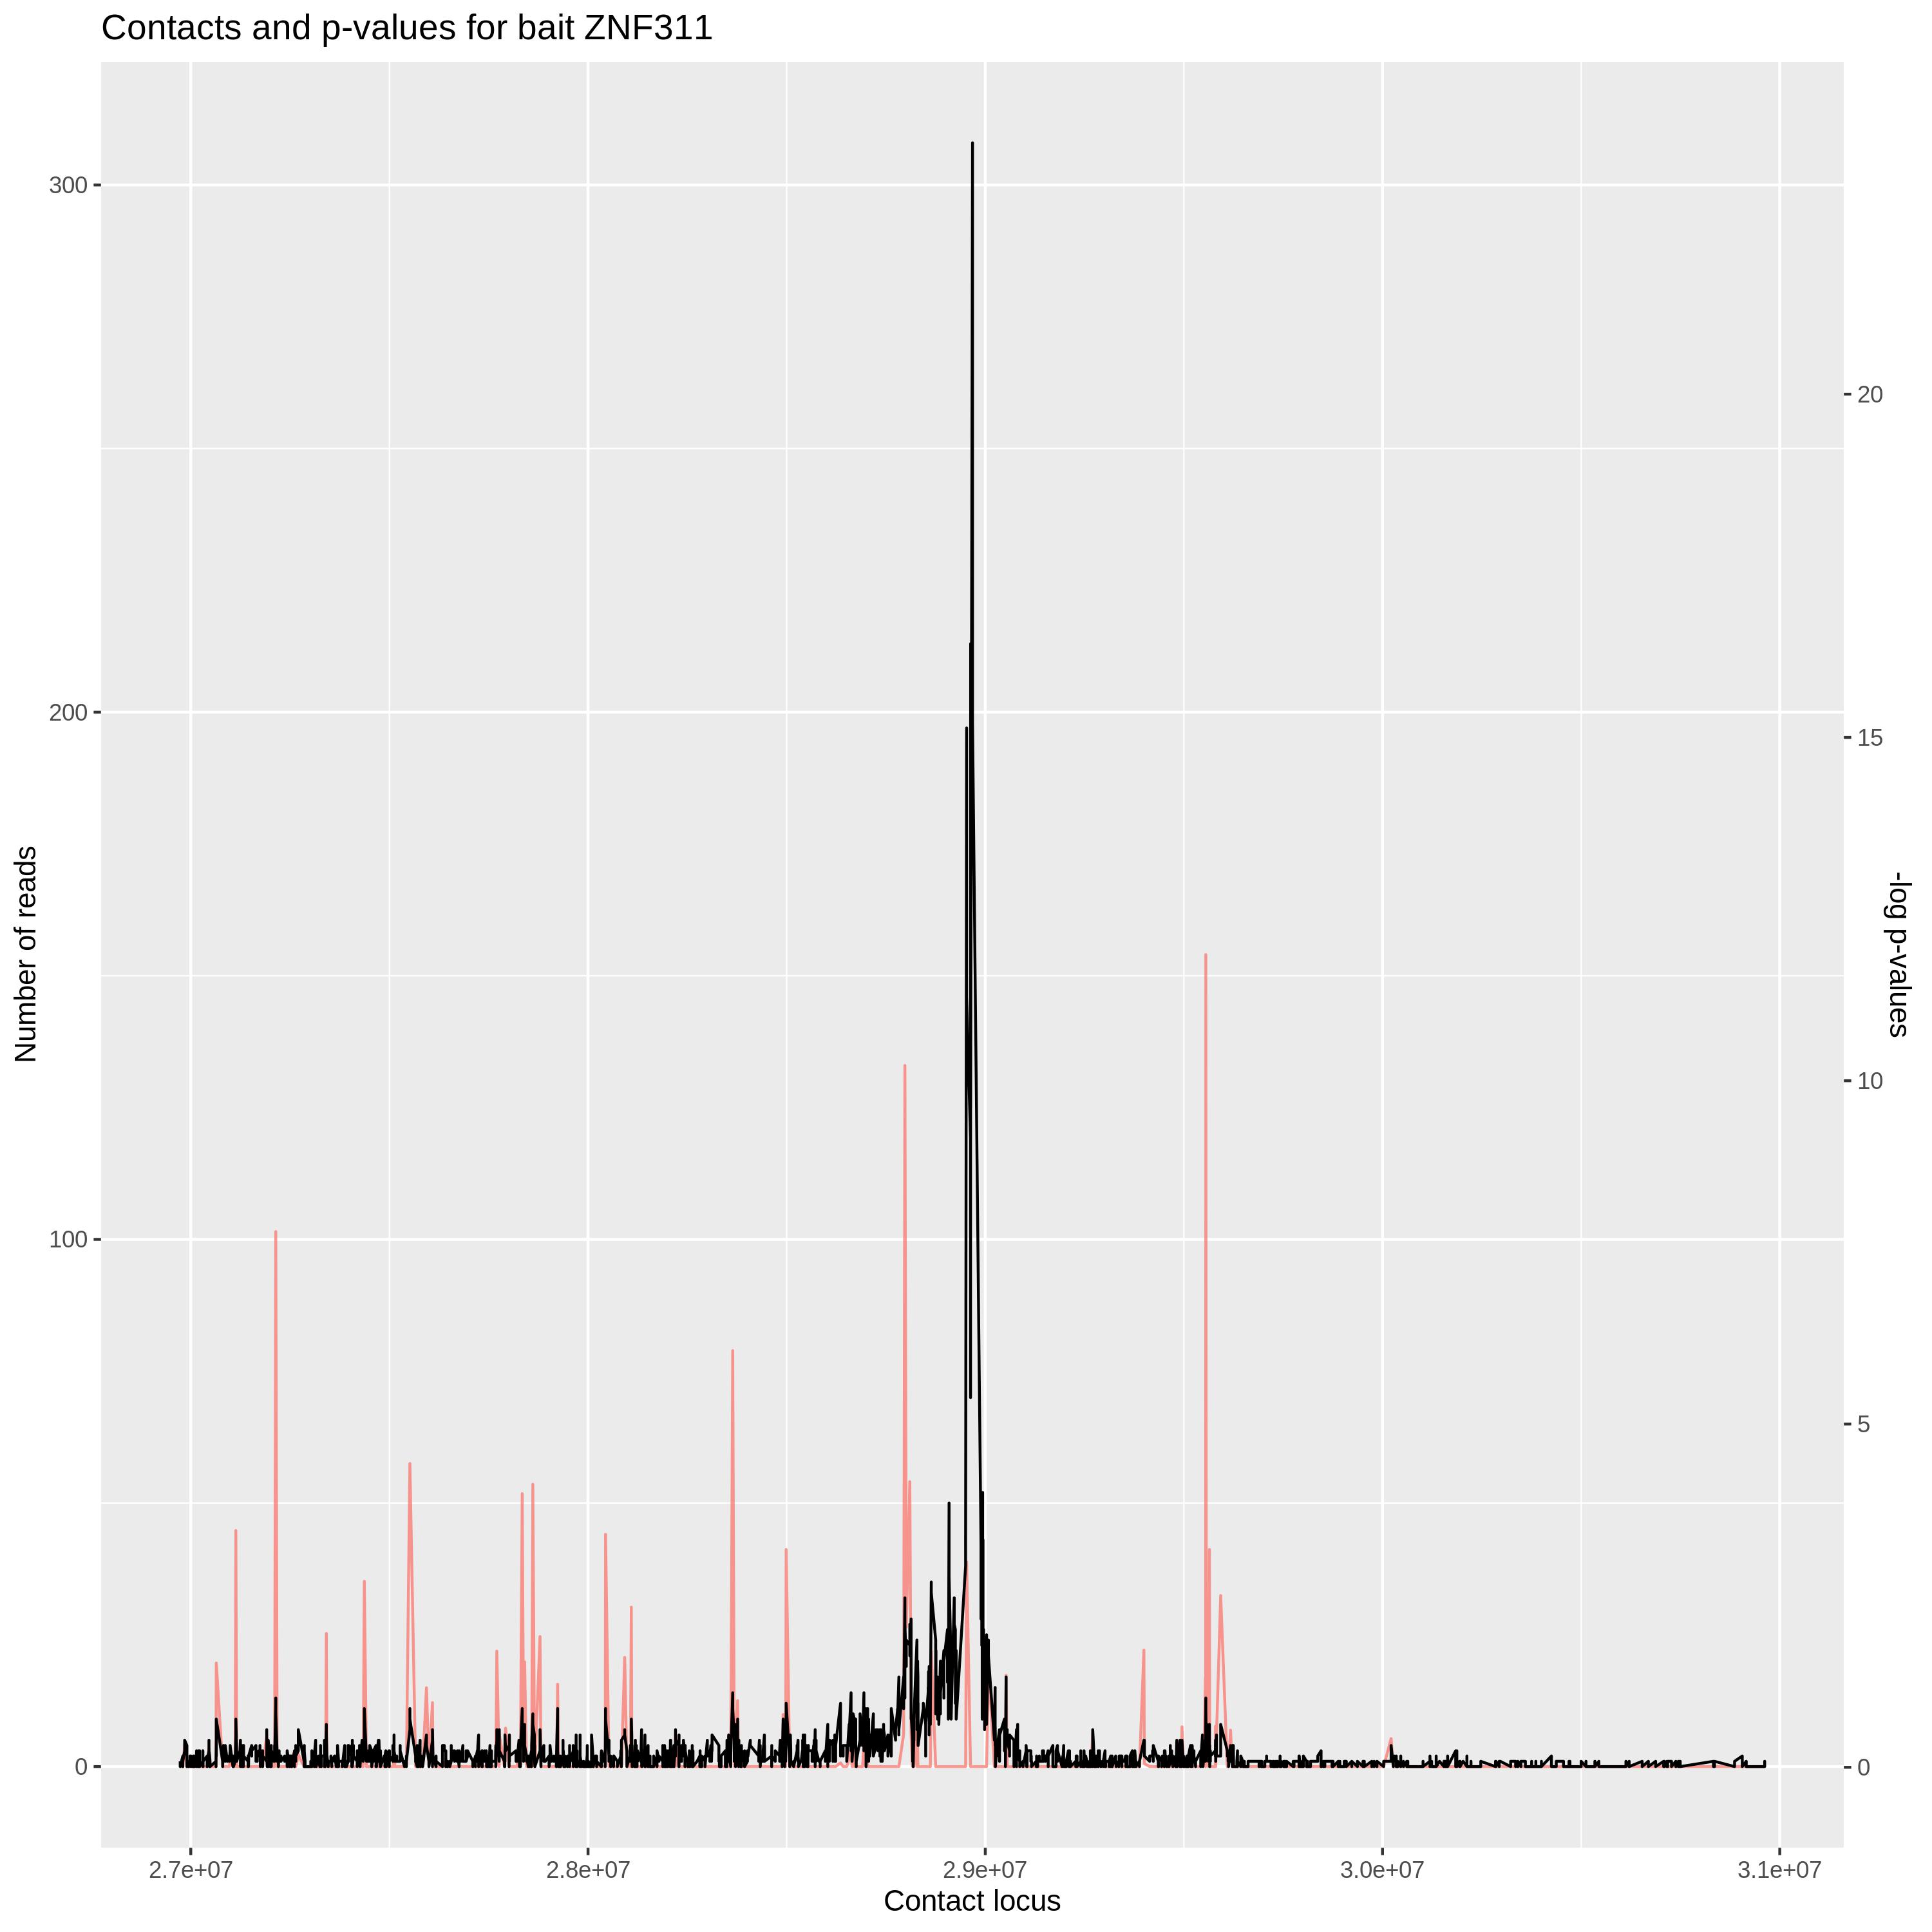 Contacts and p-values for bait ZNF311
300
200
100
0
Number of reads
20
15
10
5
0
-log p-values
2.7e+07
2.8e+07
2.9e+07
3.0e+07
3.1e+07
Contact locus